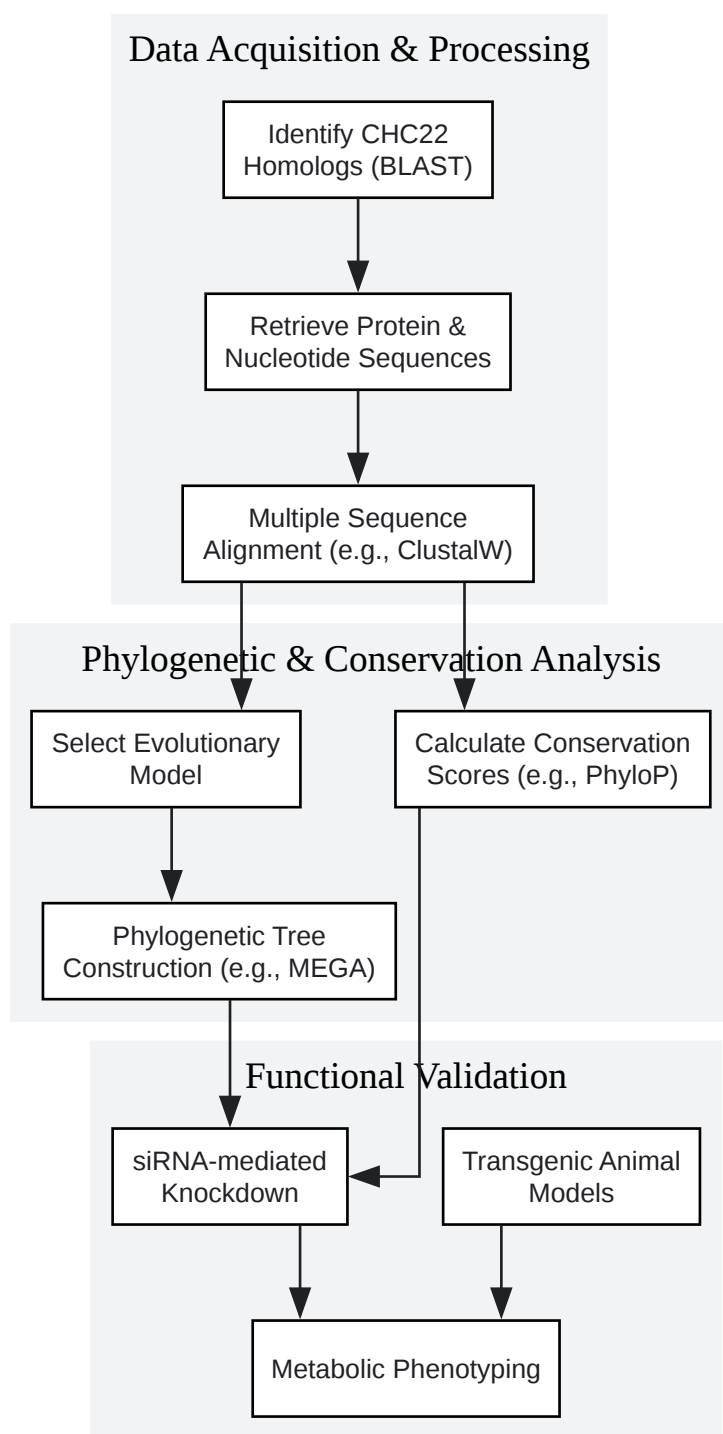 Data Acquisition & Processing
Identify CHC22
Homologs (BLAST)
Retrieve Protein &
Nucleotide Sequences
Multiple Sequence
Alignment (e.g., ClustalW)
Phylogenetic & Conservation Analysis
Select Evolutionary
Model
Calculate Conservation
Scores (e.g., PhyloP)
Phylogenetic Tree
Construction (e.g., MEGA)
Functional Validation
siRNA-mediated
Knockdown
Transgenic Animal
Models
Metabolic Phenotyping